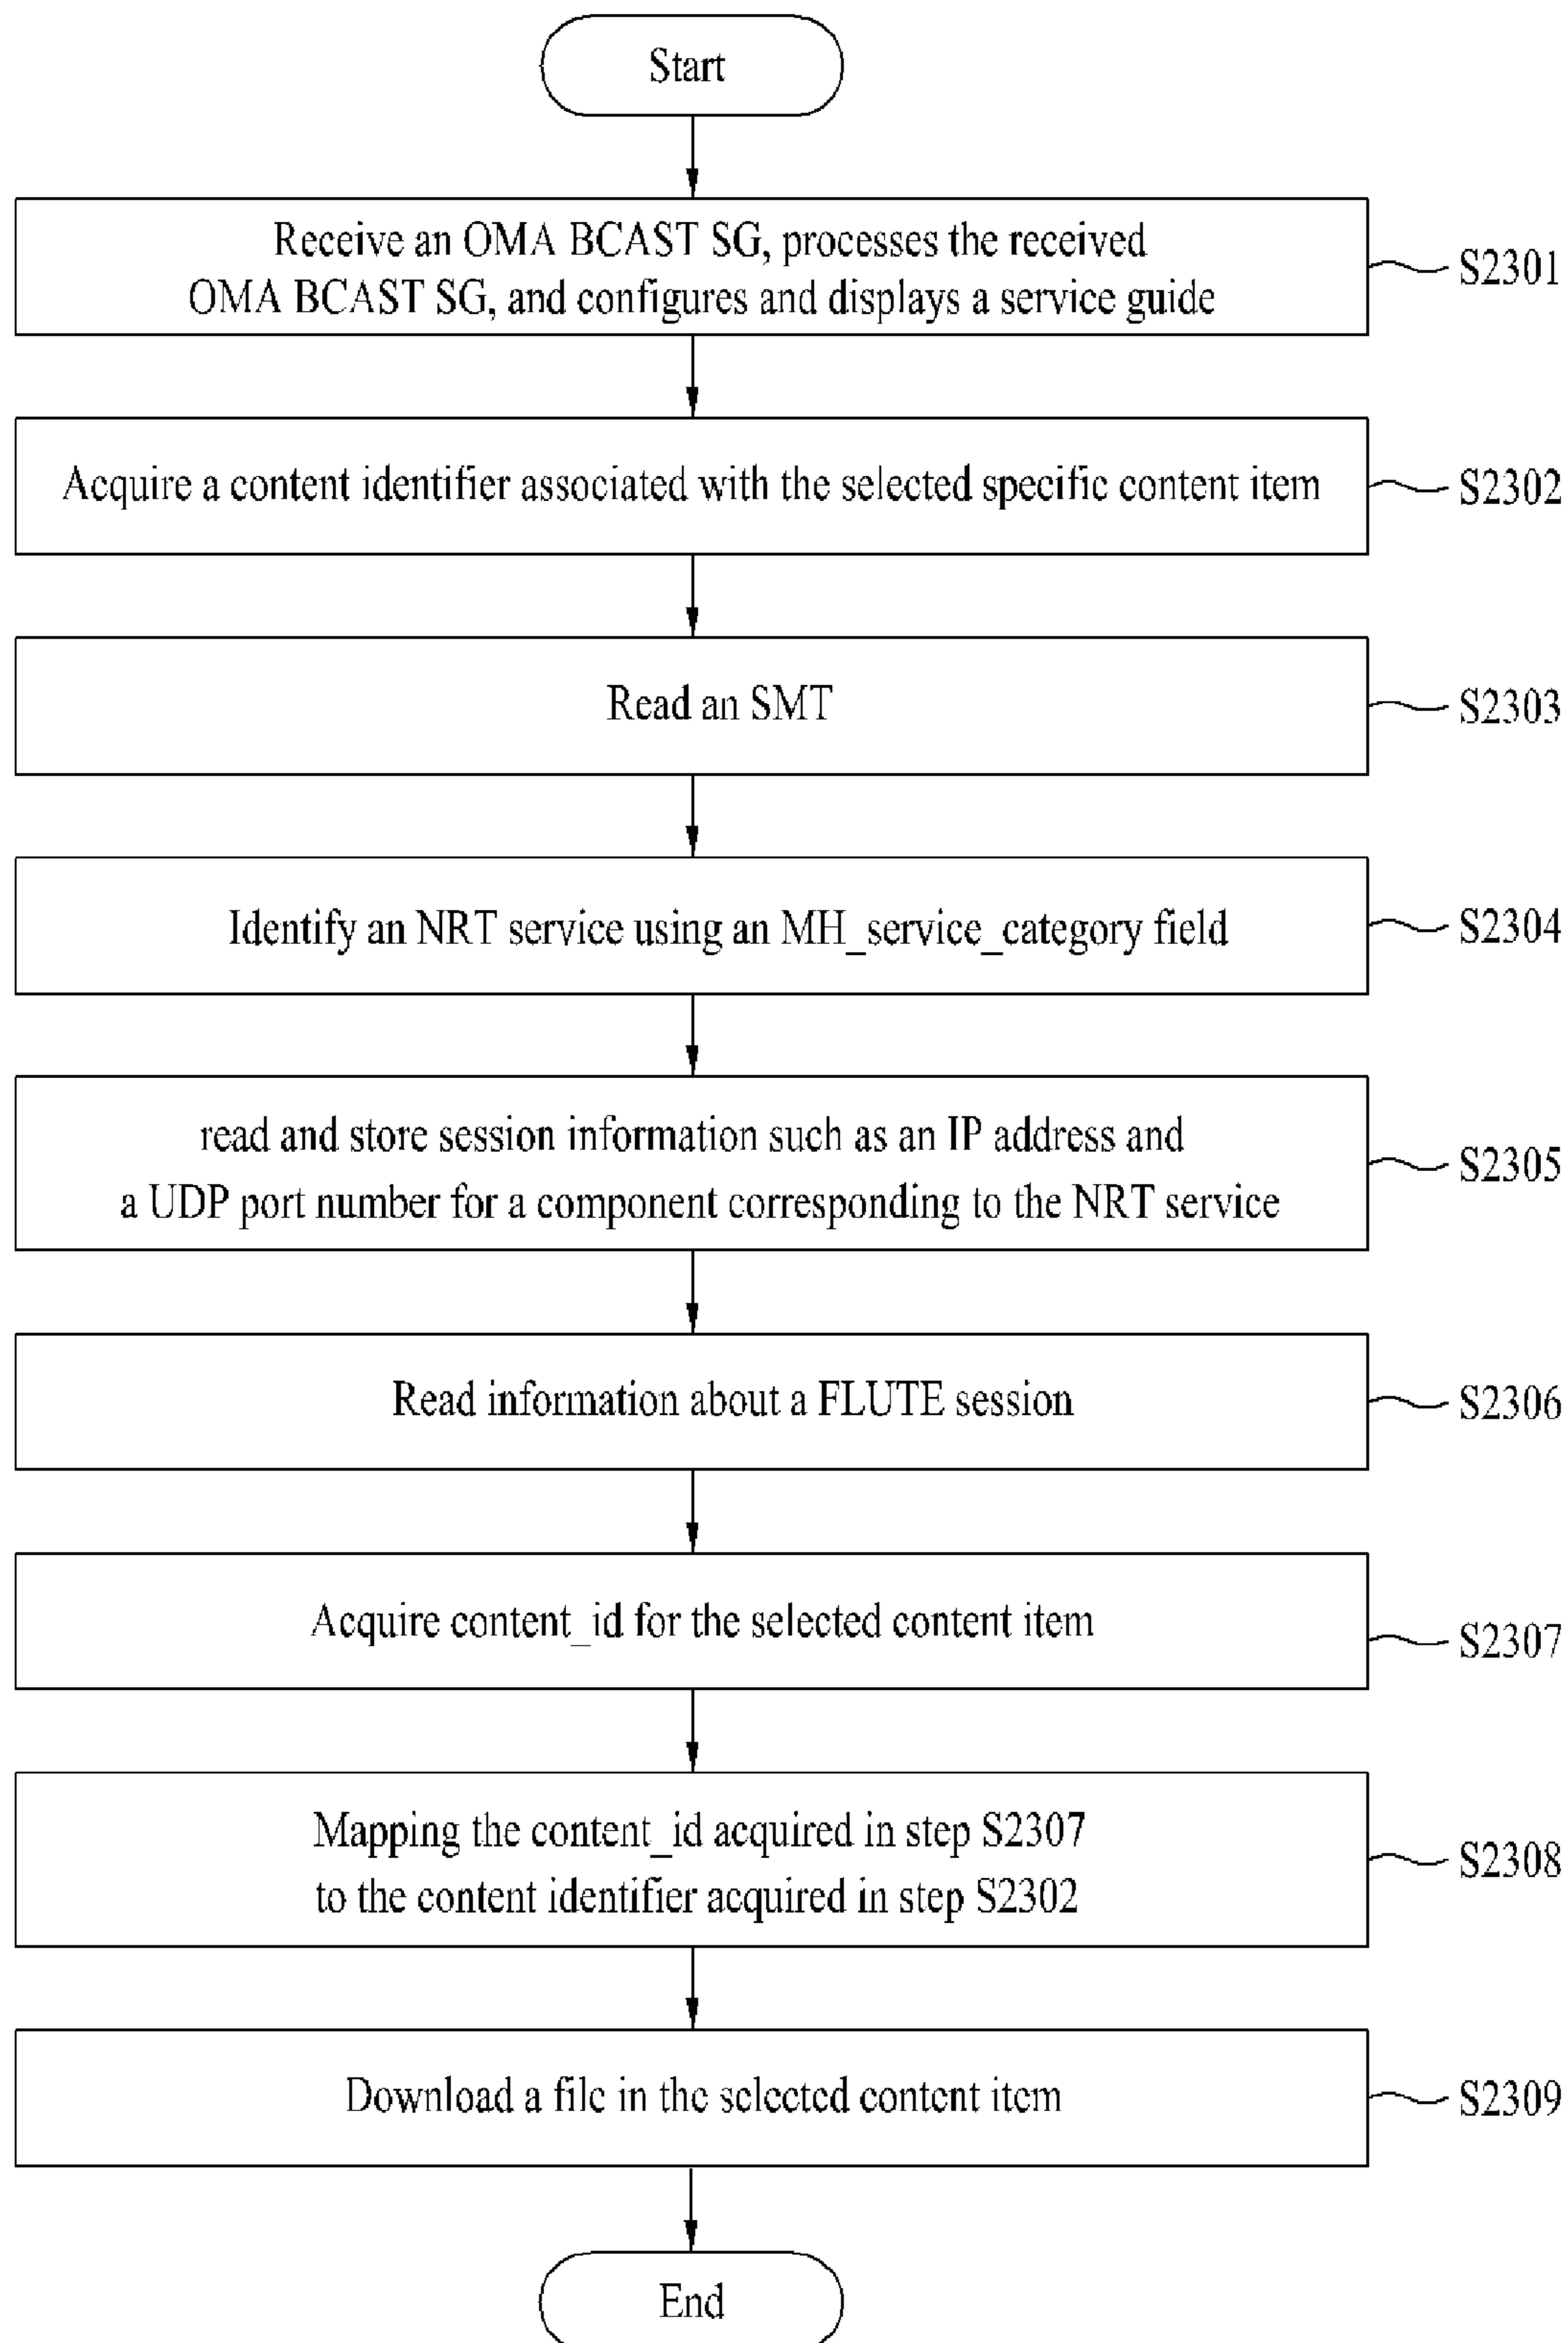 Start
Receive an OMA BCAST SG, processes the received
OMA BCAST SG, and configures and displays a service guide
S2301
Acquire a content identifier associated with the selected specific content item
S2302
Read an SMT
S2303
Identify an NRT service using an MH_service_category field
S2304
read and store session information such as an IP address and
a UDP port number for a component corresponding to the NRT service
S2305
Read information about a FLUTE session
S2306
Acquire content_id for the selected content item
S2307
Mapping the content_id acquired in step S2307
to the content identifier acquired in step S2302
S2308
Download a file in the selected content item
S2309
End